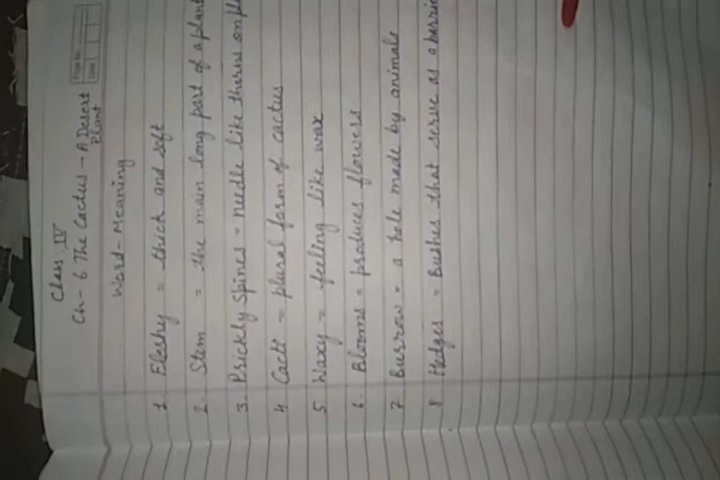 Page No.
Date
Class IV
Ch-6 The Cactus - A Desert
Plant
Word-Meaning
1 Fleshy = thick and soft
2. Stem = the main long part of a plant
3. Prickly Spines = needle like thorns on
4 Cacti = plural form of cactus
5. Waxy = feeling like wax
6. Blooms = produces flowers
7 Burrow = a hole made by animals
8 Hedges = Bushes that serve as a